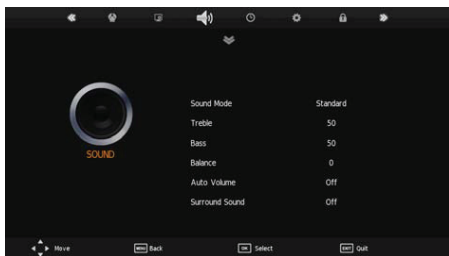 SOUND
Sound Mode Standard
Treble 50
Bass 50
Balance 0
Auto Volume Off
Surround Sound Off
Move MENU Back OK Select EXIT Quit